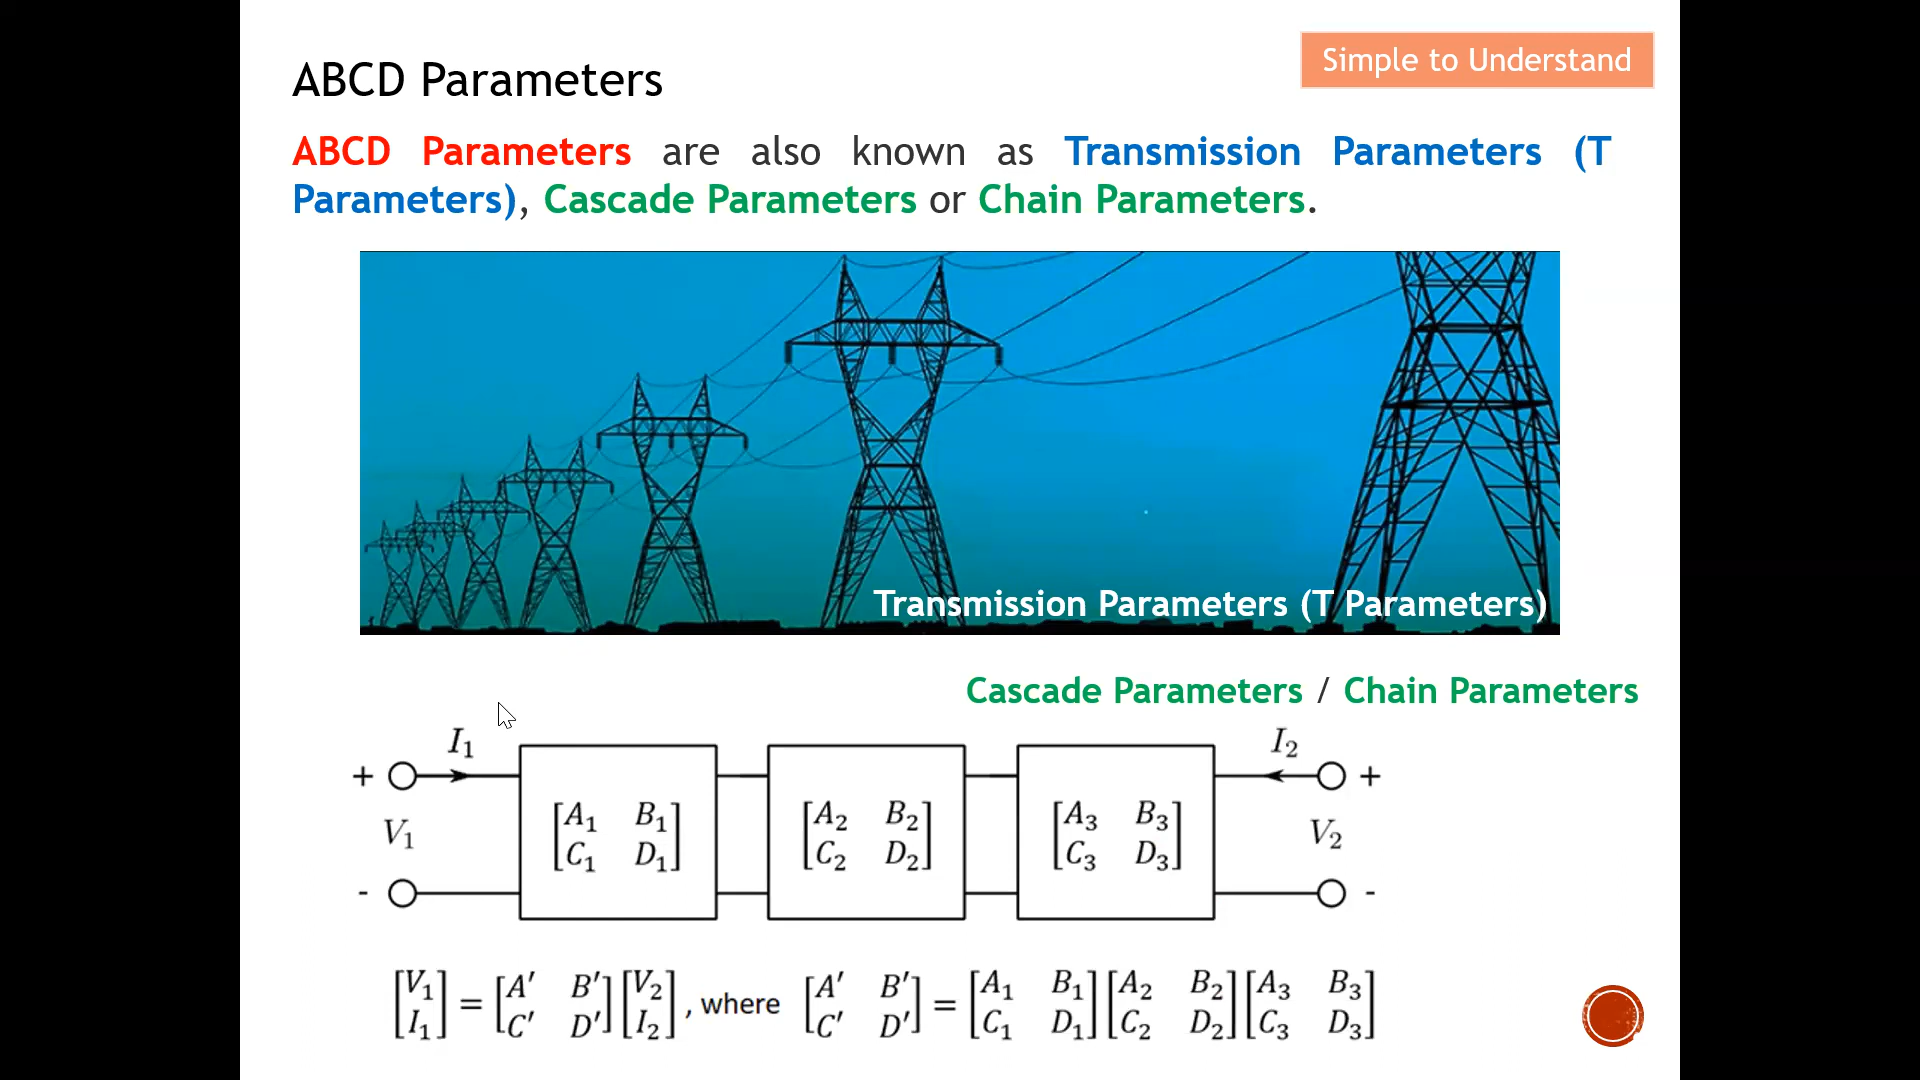 ABCD Parameters
Simple to Understand
ABCD Parameters are also known as Transmission Parameters (T
Parameters), Cascade Parameters or Chain Parameters.
Transmission Parameters (T Parameters)
Cascade Parameters / Chain Parameters
I₁ I₂
+ +
[A₁ B₁] [A₂ B₂] [A₃ B₃]
V₁ V₂
[C₁ D₁] [C₂ D₂] [C₃ D₃]
- -
[V₁] = [A′ B′] [V₂] , where [A′ B′] = [A₁ B₁] [A₂ B₂] [A₃ B₃]
[I₁] [C′ D′] [I₂] [C′ D′] [C₁ D₁] [C₂ D₂] [C₃ D₃]